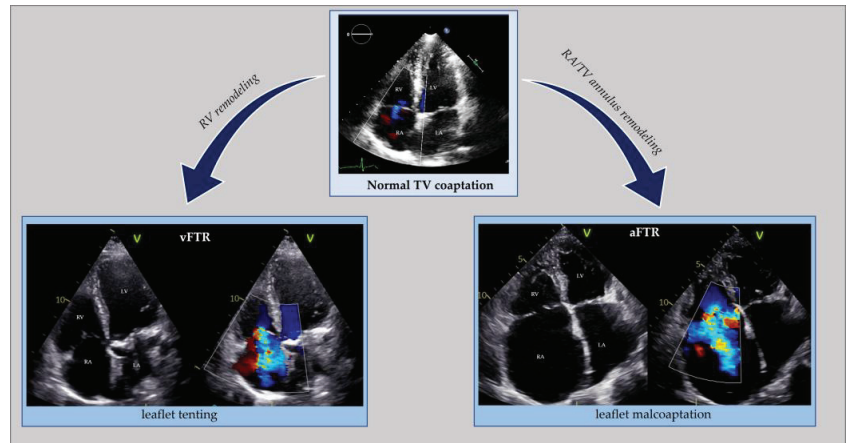 RV
LV
RA
LA
Normal TV coaptation
RV remodeling
RA/TV annulus remodeling
vFTR
V
V
10
10
LV
RV
RA
LA
leaflet tenting
aFTR
V
V
5
5
10
10
LV
RV
RA
LA
leaflet malcoaptation